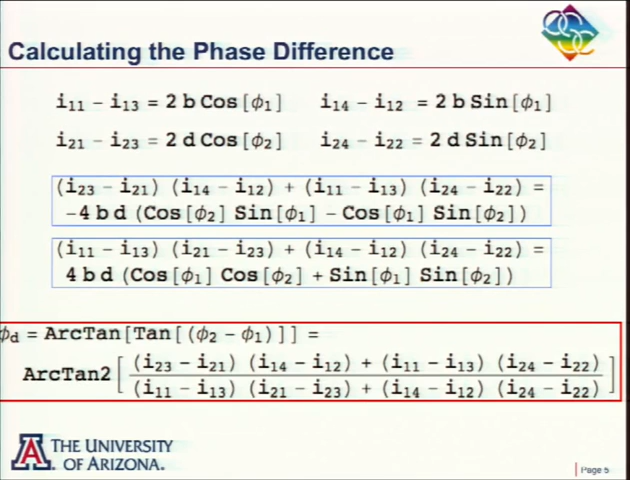 Calculating the Phase Difference
i₁₁ − i₁₃ = 2 b Cos[ϕ₁] i₁₄ − i₁₂ = 2 b Sin[ϕ₁]
i₂₁ − i₂₃ = 2 d Cos[ϕ₂] i₂₄ − i₂₂ = 2 d Sin[ϕ₂]
(i₂₃ − i₂₁) (i₁₄ − i₁₂) + (i₁₁ − i₁₃) (i₂₄ − i₂₂) =
−4 b d (Cos[ϕ₂] Sin[ϕ₁] − Cos[ϕ₁] Sin[ϕ₂])
(i₁₁ − i₁₃) (i₂₁ − i₂₃) + (i₁₄ − i₁₂) (i₂₄ − i₂₂) =
4 b d (Cos[ϕ₁] Cos[ϕ₂] + Sin[ϕ₁] Sin[ϕ₂])
ϕd = ArcTan[Tan[(ϕ₂ − ϕ₁)]] =
(i₂₃ − i₂₁) (i₁₄ − i₁₂) + (i₁₁ − i₁₃) (i₂₄ − i₂₂)
ArcTan2[ ]
(i₁₁ − i₁₃) (i₂₁ − i₂₃) + (i₁₄ − i₁₂) (i₂₄ − i₂₂)
A THE UNIVERSITY
OF ARIZONA.
Page 5